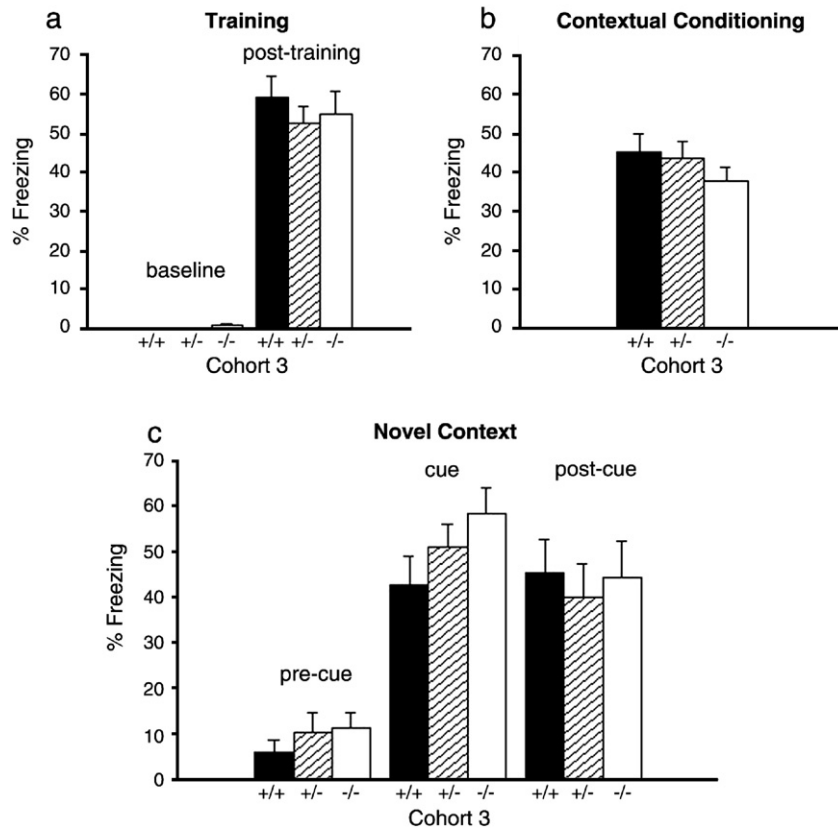 a
Training
70
60
50
40
30
20
10
0
% Freezing
baseline
post-training
+/+ +/- -/- +/+ +/- -/-
Cohort 3
b
Contextual Conditioning
70
60
50
40
30
20
10
0
% Freezing
+/+ +/- -/-
Cohort 3
c
Novel Context
70
60
50
40
30
20
10
0
% Freezing
pre-cue
cue
post-cue
+/+ +/- -/- +/+ +/- -/- +/+ +/- -/-
Cohort 3